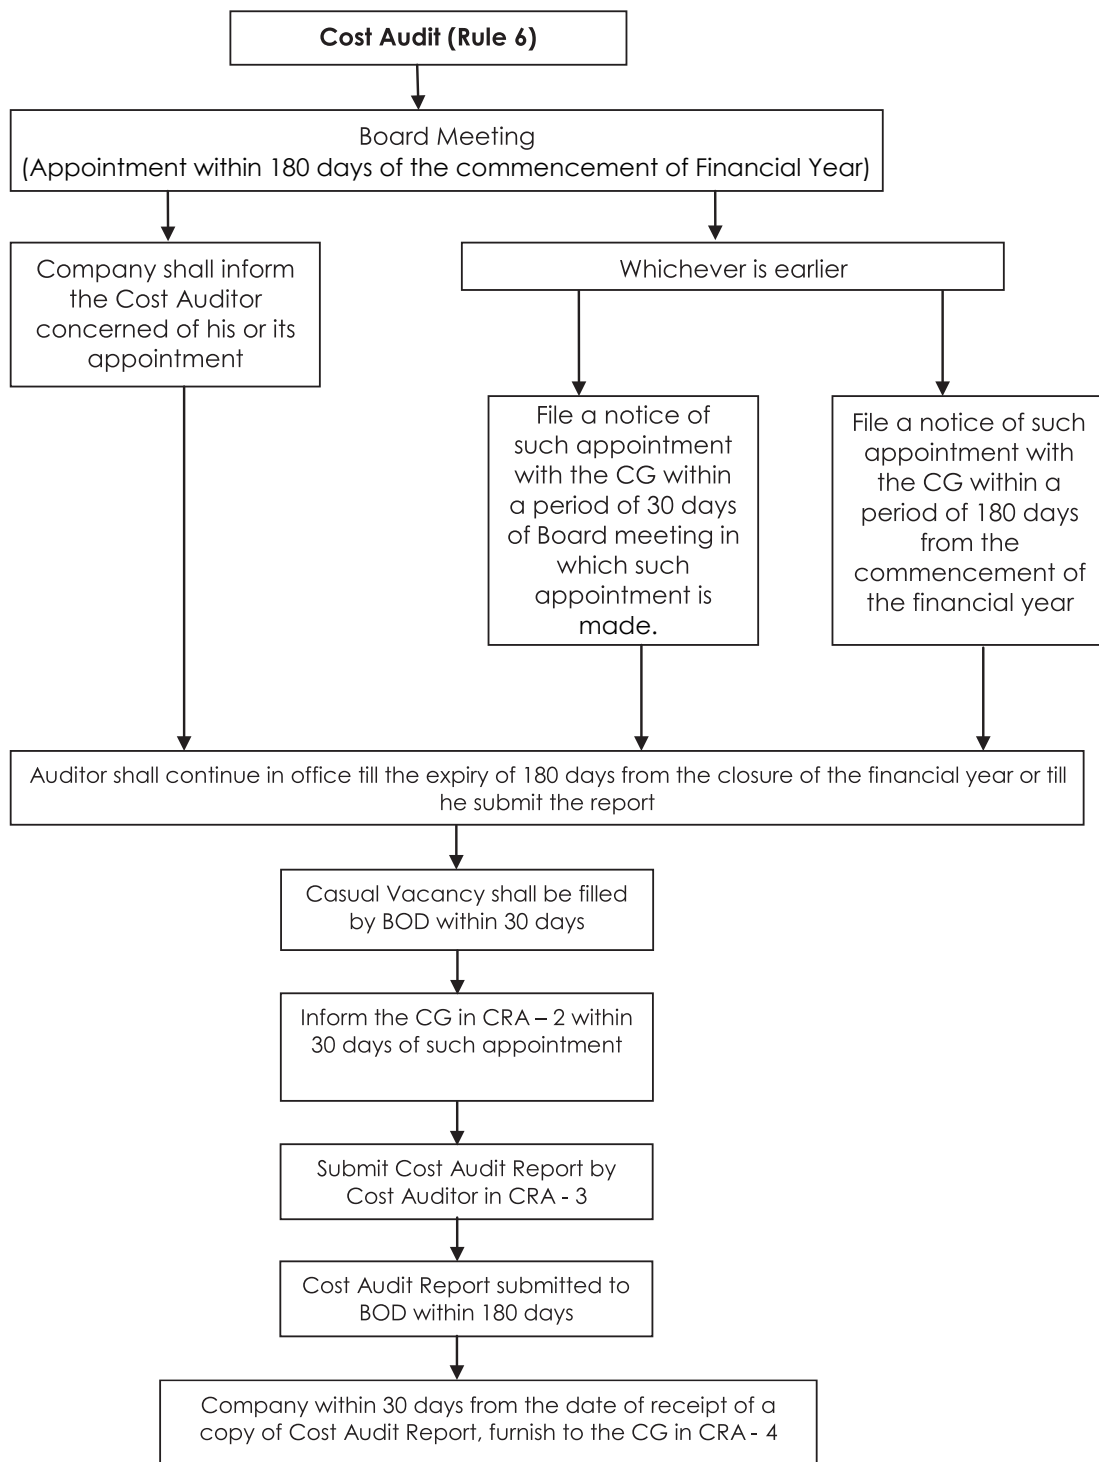 Cost Audit (Rule 6)
Board Meeting
(Appointment within 180 days of the commencement of Financial Year)
Company shall inform
the Cost Auditor
concerned of his or its
appointment
Whichever is earlier
File a notice of
such appointment
with the CG within
a period of 30 days
of Board meeting in
which such
appointment is
made.
File a notice of such
appointment with
the CG within a
period of 180 days
from the
commencement of
the financial year
Auditor shall continue in office till the expiry of 180 days from the closure of the financial year or till
he submit the report
Casual Vacancy shall be filled
by BOD within 30 days
Inform the CG in CRA – 2 within
30 days of such appointment
Submit Cost Audit Report by
Cost Auditor in CRA - 3
Cost Audit Report submitted to
BOD within 180 days
Company within 30 days from the date of receipt of a
copy of Cost Audit Report, furnish to the CG in CRA - 4